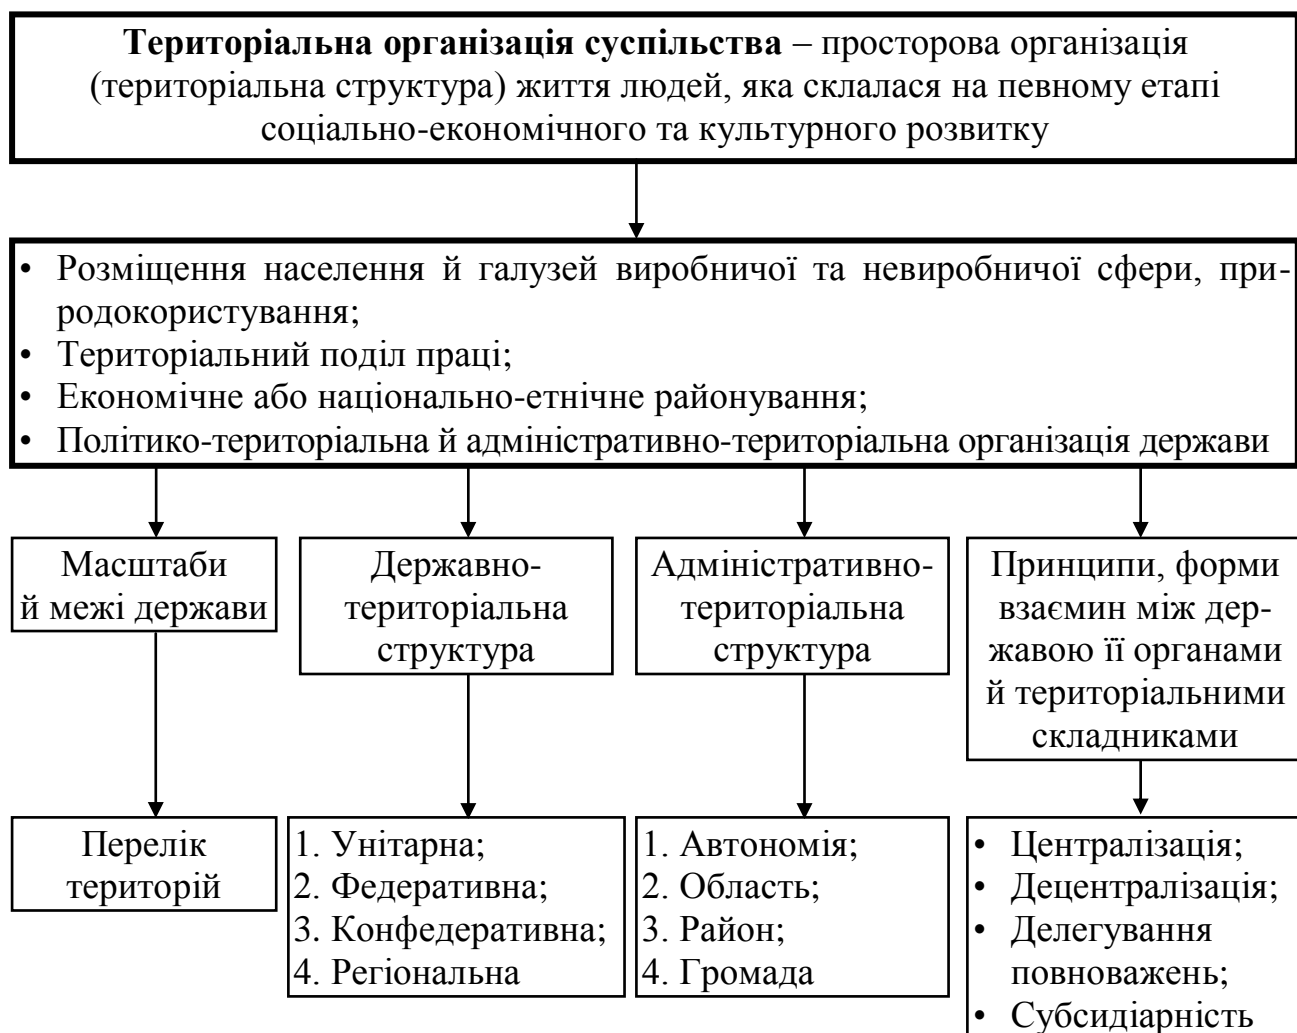 Територіальна організація суспільства – просторова організація
(територіальна структура) життя людей, яка склалася на певному етапі
соціально-економічного та культурного розвитку
• Розміщення населення й галузей виробничої та невиробничої сфери, при-
родокористування;
• Територіальний поділ праці;
• Економічне або національно-етнічне районування;
• Політико-територіальна й адміністративно-територіальна організація держави
Масштаби
й межі держави
Державно-
територіальна
структура
Адміністративно-
територіальна
структура
Принципи, форми
взаємин між дер-
жавою її органами
й територіальними
складниками
Перелік
територій
1. Унітарна;
2. Федеративна;
3. Конфедеративна;
4. Регіональна
1. Автономія;
2. Область;
3. Район;
4. Громада
• Централізація;
• Децентралізація;
• Делегування
повноважень;
• Субсидіарність